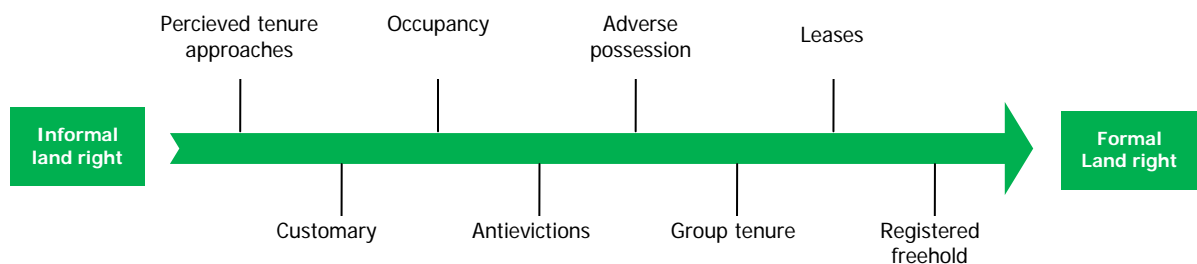 Percieved tenure
approaches
Occupancy
Adverse
possession
Leases
Informal
land right
Formal
Land right
Customary
Antievictions
Group tenure
Registered
freehold